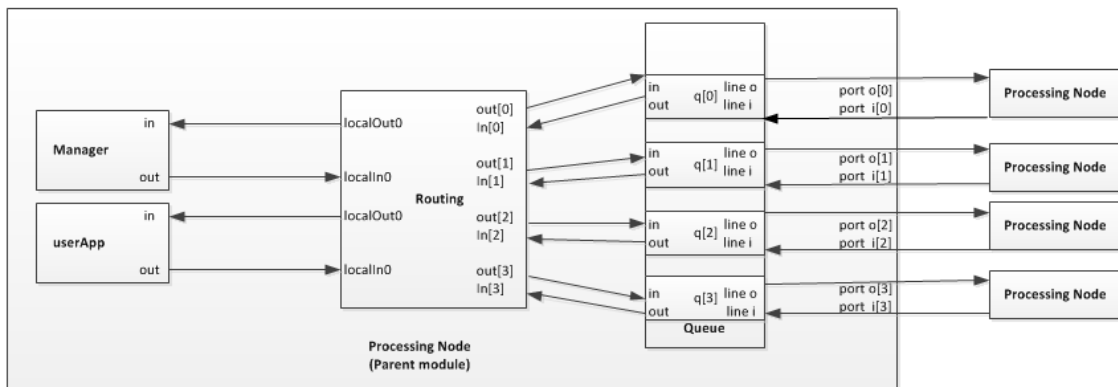 Manager
in
out
userApp
in
out
localOut0
localIn0
localOut0
localIn0
Routing
out[0]
In[0]
out[1]
In[1]
out[2]
In[2]
out[3]
In[3]
in
out
q[0]
line o
line i
in
out
q[1]
line o
line i
in
out
q[2]
line o
line i
in
out
q[3]
line o
line i
Queue
port o[0]
port i[0]
port o[1]
port i[1]
port o[2]
port i[2]
port o[3]
port i[3]
Processing Node
Processing Node
Processing Node
Processing Node
Processing Node
(Parent module)